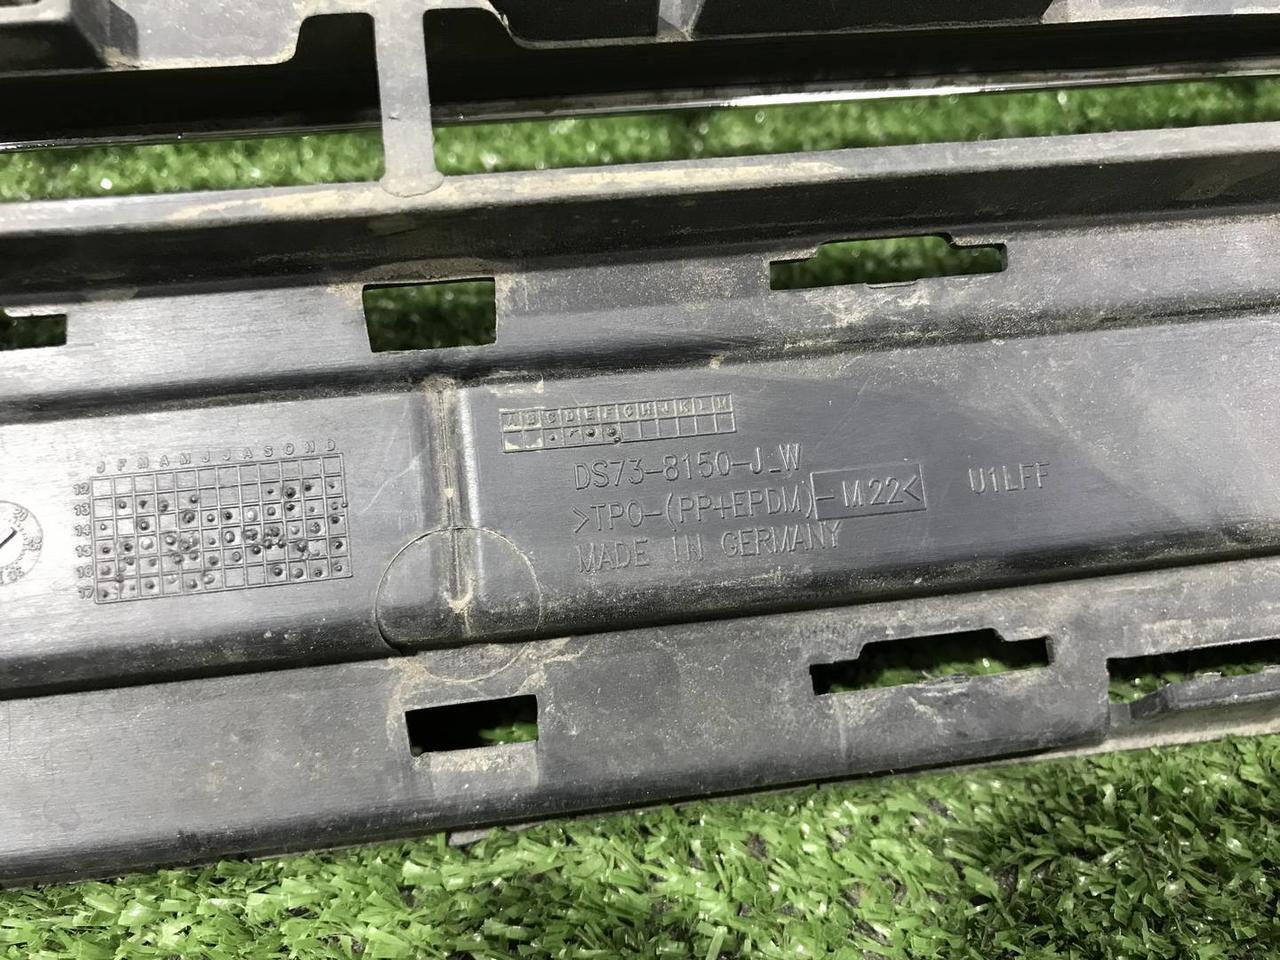 J F M A M J J A S O N D
12
13
14
15
16
17
A B C D E F G H J K L M
DS73-8150-J_W
>TPO-(PP+EPDM)-M22<
MADE IN GERMANY
U1LFF